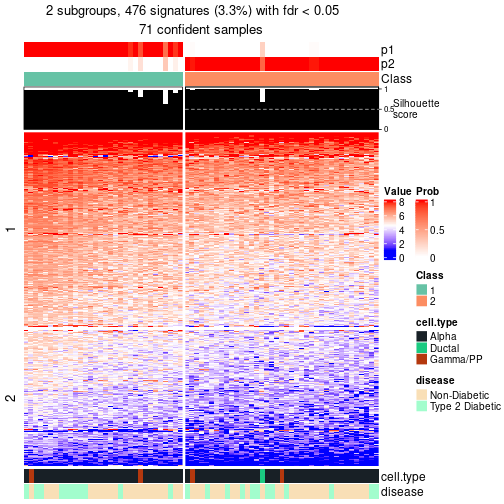 2 subgroups, 476 signatures (3.3%) with fdr < 0.05
71 confident samples
p1
p2
Class
1
0.5
0
Silhouette
score
1
2
Value
8
6
4
2
0
Prob
1
0.5
0
Class
1
2
cell.type
Alpha
Ductal
Gamma/PP
disease
Non-Diabetic
Type 2 Diabetic
cell.type
disease